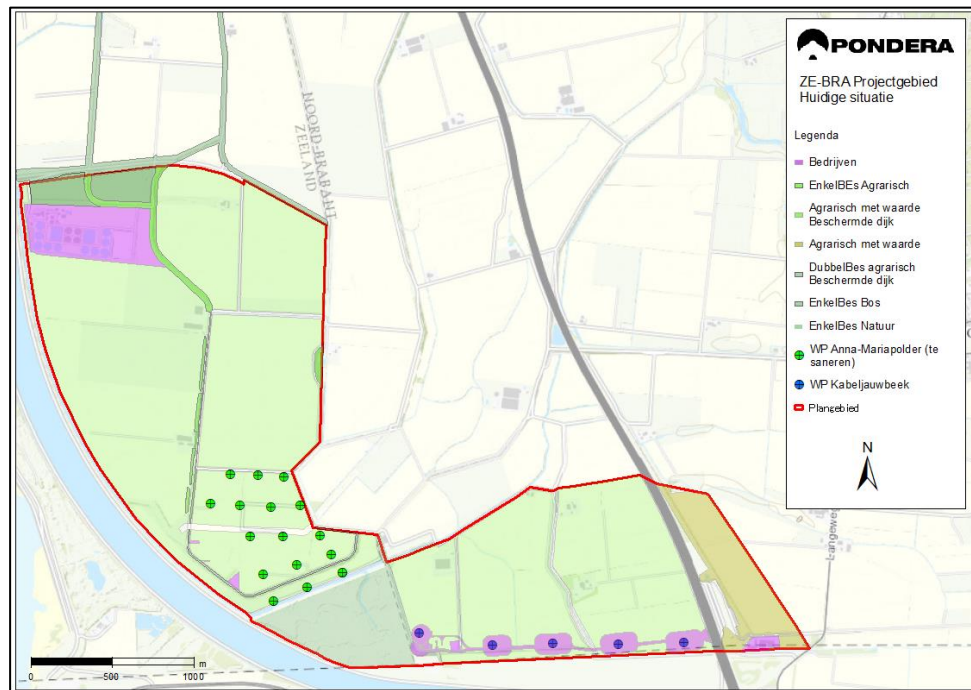 PONDERA
ZE-BRA Projectgebied
Huidige situatie
Legenda
Bedrijven
EnkelBEs Agrarisch
Agrarisch met waarde
Beschermde dijk
Agrarisch met waarde
DubbelBes agrarisch
Beschermde dijk
EnkelBes Bos
EnkelBes Natuur
WP Anna-Mariapolder (te
saneren)
WP Kabeljauwbeek
Plangebied
N
NOORD-BRABANT
ZEELAND
Langeweg
0
500
1000
m